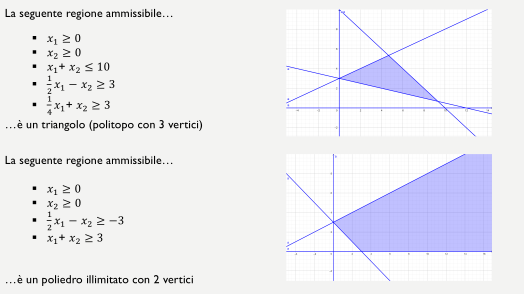 La seguente regione ammissibile…
▪ x₁ ≥ 0
▪ x₂ ≥ 0
▪ x₁+ x₂ ≤ 10
▪ ½x₁ − x₂ ≥ 3
▪ ¼x₁+ x₂ ≥ 3
…è un triangolo (politopo con 3 vertici)
La seguente regione ammissibile…
▪ x₁ ≥ 0
▪ x₂ ≥ 0
▪ ½x₁ − x₂ ≥ −3
▪ x₁+ x₂ ≥ 3
…è un poliedro illimitato con 2 vertici